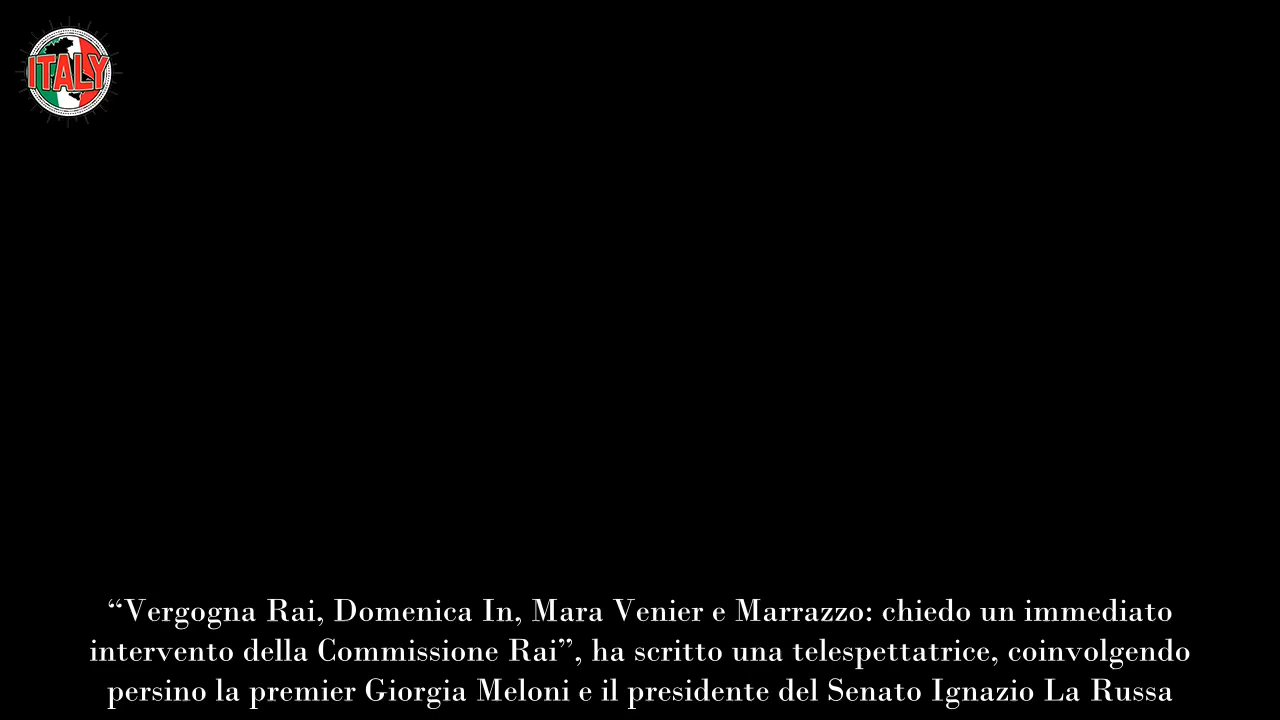 ITALY
“Vergogna Rai, Domenica In, Mara Venier e Marrazzo: chiedo un immediato
intervento della Commissione Rai”, ha scritto una telespettatrice, coinvolgendo
persino la premier Giorgia Meloni e il presidente del Senato Ignazio La Russa